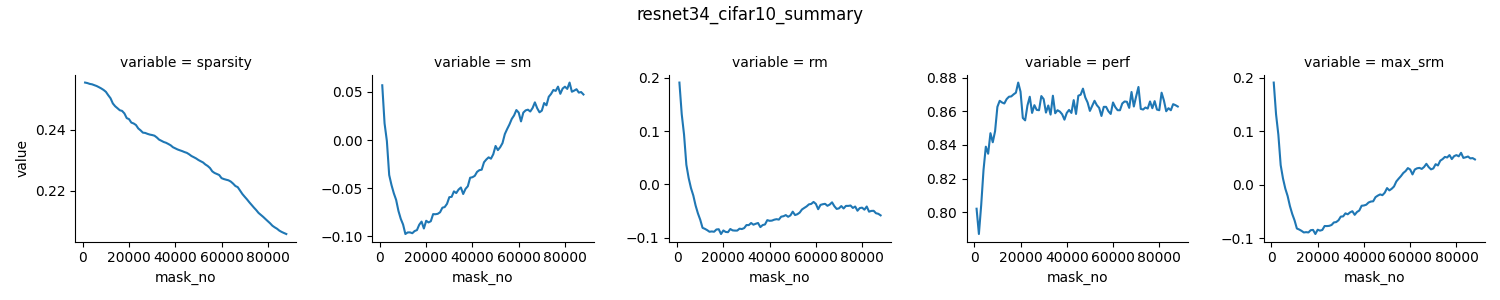 resnet34_cifar10_summary
variable = sparsity
variable = sm
variable = rm
variable = perf
variable = max_srm
value
0.24
0.22
0 20000 40000 60000 80000
mask_no
0.05
0.00
−0.05
−0.10
0 20000 40000 60000 80000
mask_no
0.2
0.1
0.0
−0.1
0 20000 40000 60000 80000
mask_no
0.88
0.86
0.84
0.82
0.80
0 20000 40000 60000 80000
mask_no
0.2
0.1
0.0
−0.1
0 20000 40000 60000 80000
mask_no